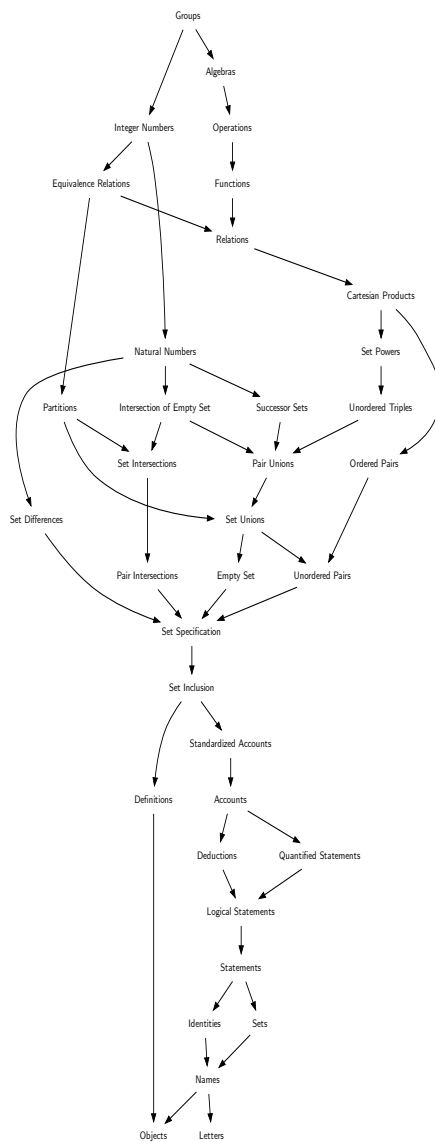 Groups
Algebras
Integer Numbers
Operations
Equivalence Relations
Functions
Relations
Cartesian Products
Natural Numbers
Set Powers
Partitions
Intersection of Empty Set
Successor Sets
Unordered Triples
Set Intersections
Pair Unions
Ordered Pairs
Set Differences
Set Unions
Pair Intersections
Empty Set
Unordered Pairs
Set Specification
Set Inclusion
Standardized Accounts
Definitions
Accounts
Deductions
Quantified Statements
Logical Statements
Statements
Identities
Sets
Names
Objects
Letters